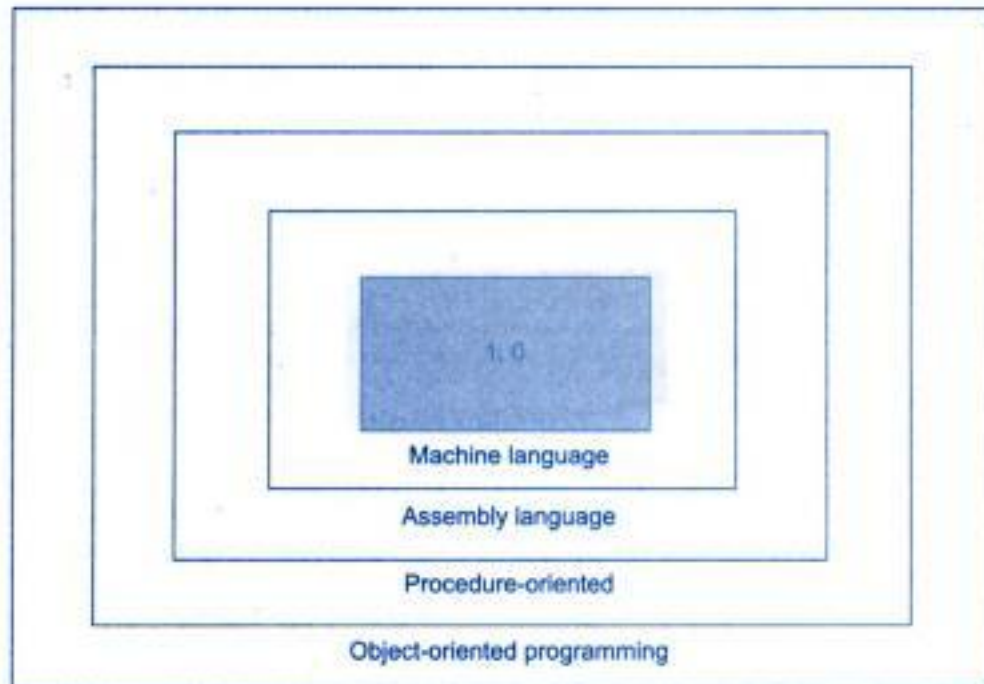 1, 0
Machine language
Assembly language
Procedure-oriented
Object-oriented programming